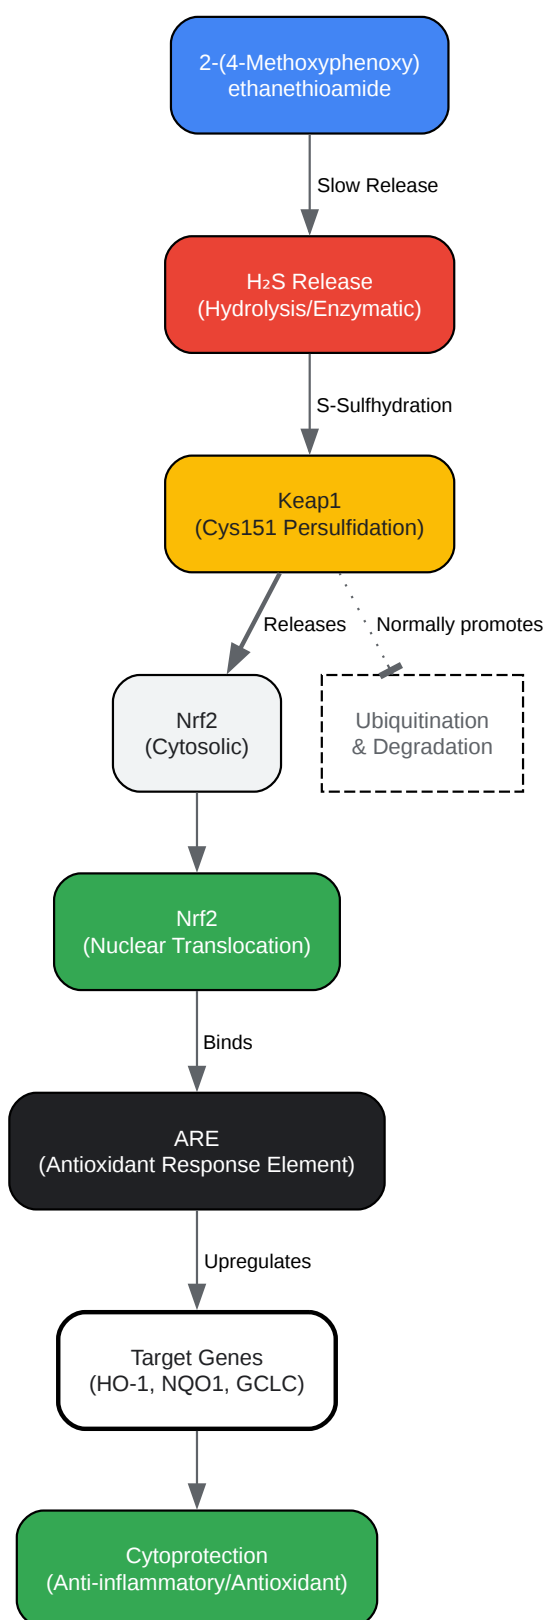 2-(4-Methoxyphenoxy)
ethanethioamide
Slow Release
H₂S Release
(Hydrolysis/Enzymatic)
S-Sulfhydration
Keap1
(Cys151 Persulfidation)
Releases
Normally promotes
Nrf2
(Cytosolic)
Ubiquitination
& Degradation
Nrf2
(Nuclear Translocation)
Binds
ARE
(Antioxidant Response Element)
Upregulates
Target Genes
(HO-1, NQO1, GCLC)
Cytoprotection
(Anti-inflammatory/Antioxidant)